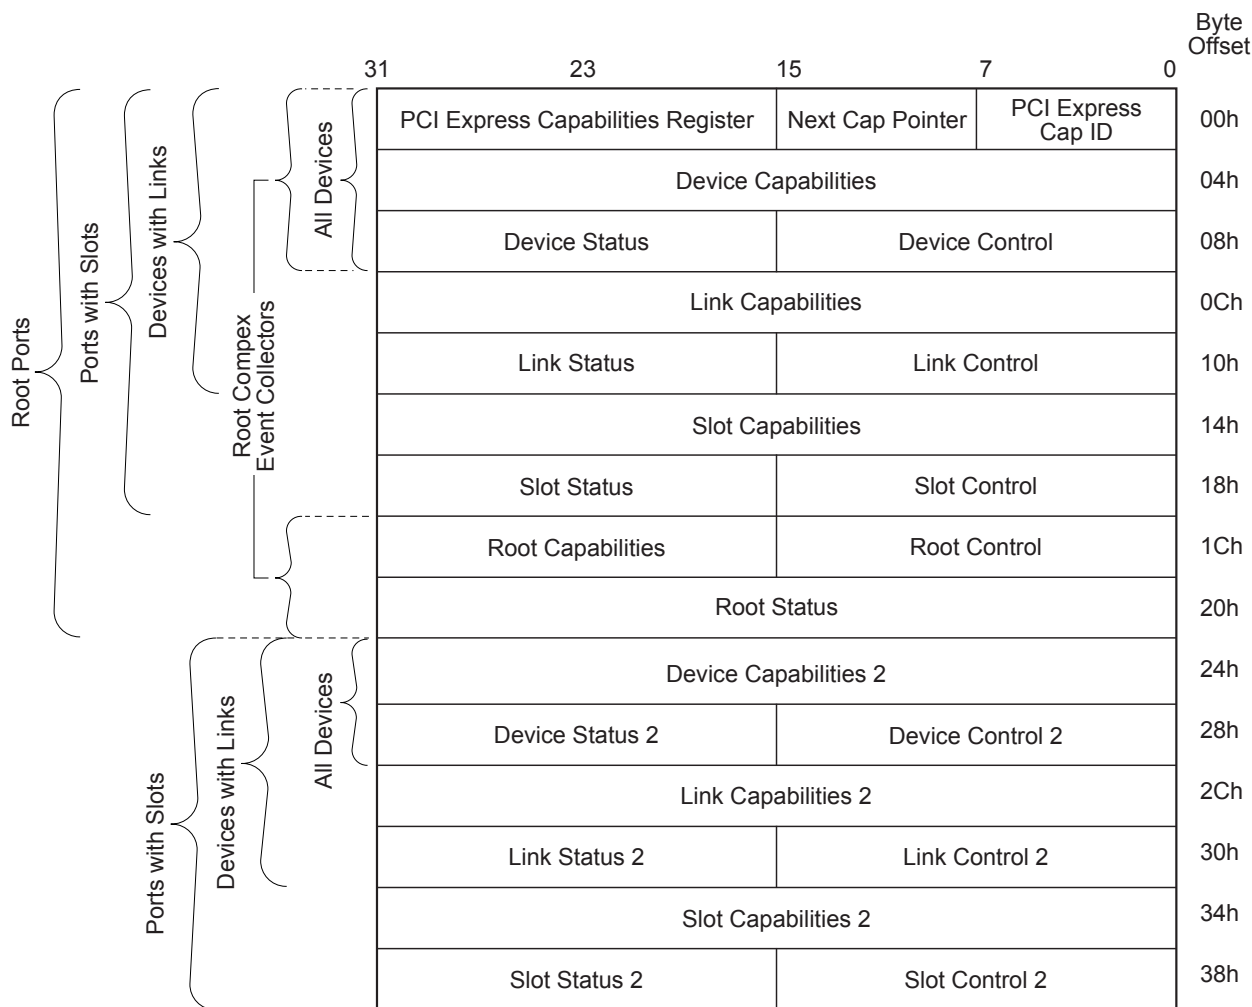 Byte
Offset
31 23 15 7 0
PCI Express Capabilities Register Next Cap Pointer PCI Express
Cap ID 00h
Device Capabilities 04h
Device Status Device Control 08h
Link Capabilities 0Ch
Link Status Link Control 10h
Slot Capabilities 14h
Slot Status Slot Control 18h
Root Capabilities Root Control 1Ch
Root Status 20h
Device Capabilities 2 24h
Device Status 2 Device Control 2 28h
Link Capabilities 2 2Ch
Link Status 2 Link Control 2 30h
Slot Capabilities 2 34h
Slot Status 2 Slot Control 2 38h
Root Ports
Ports with Slots
Devices with Links
Root Compex
Event Collectors
All Devices
Ports with Slots
Devices with Links
All Devices